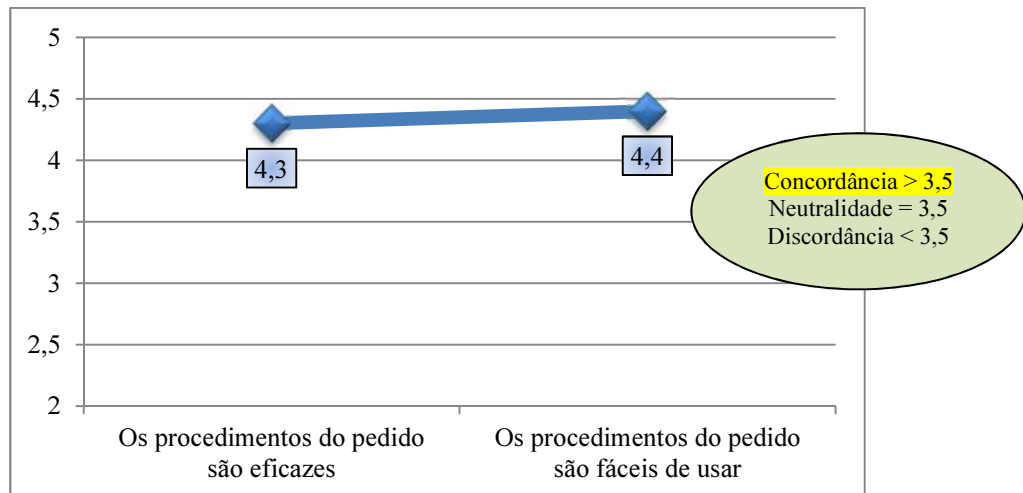 5
4,5
4
3,5
3
2,5
2
4,3
4,4
Concordância > 3,5
Neutralidade = 3,5
Discordância < 3,5
Os procedimentos do pedido
são eficazes
Os procedimentos do pedido
são fáceis de usar